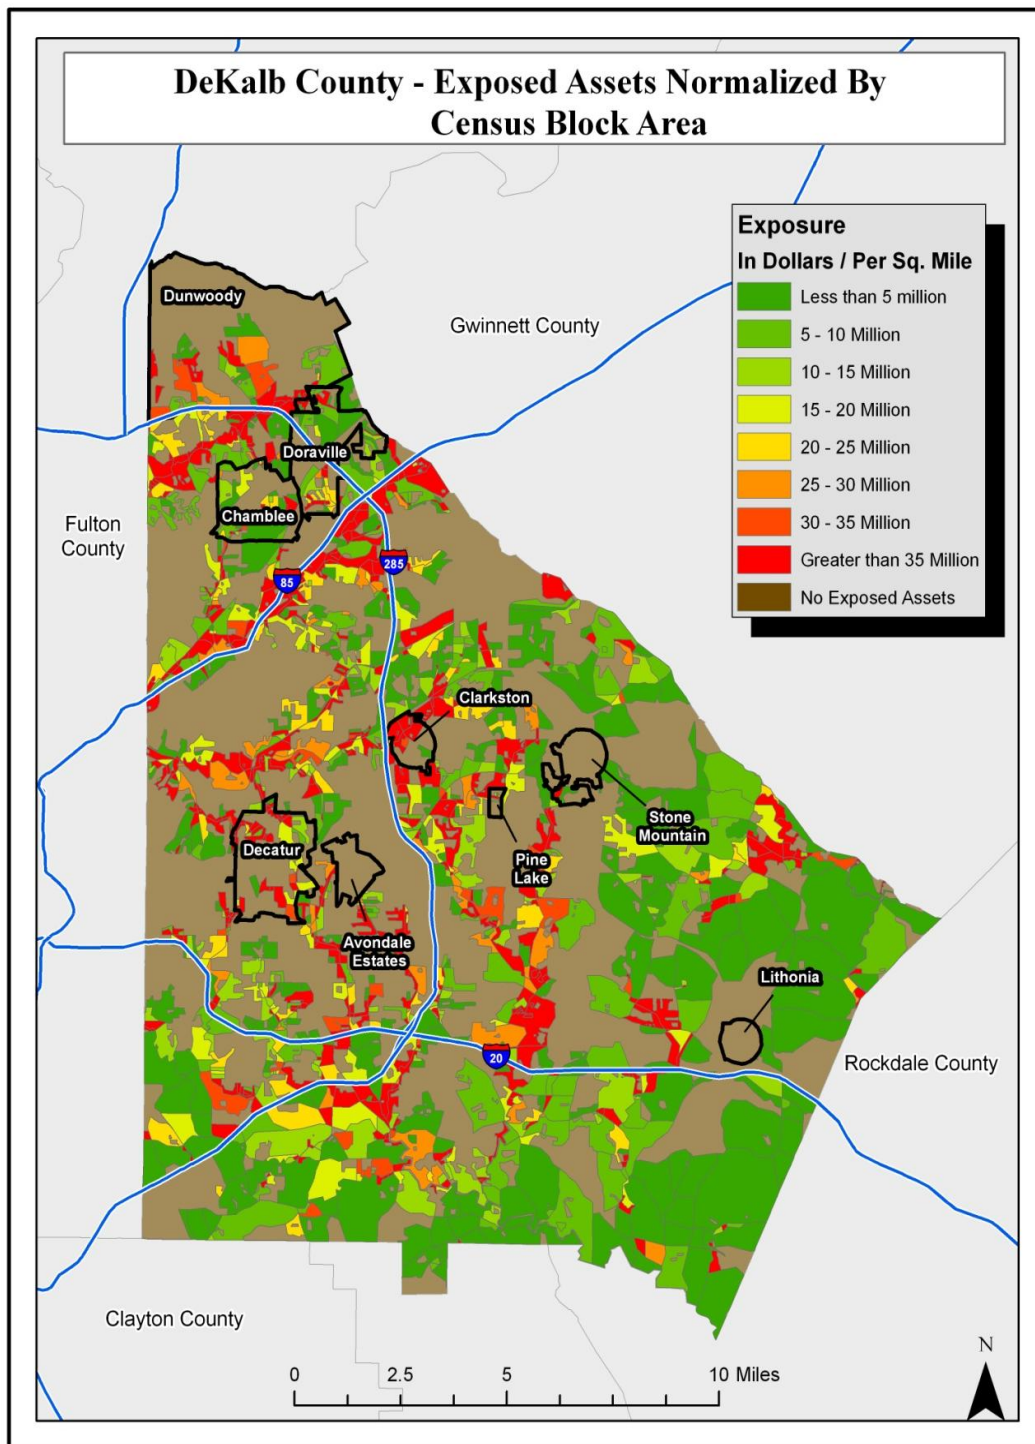 DeKalb County - Exposed Assets Normalized By
Census Block Area
Exposure
In Dollars / Per Sq. Mile
Less than 5 million
5 - 10 Million
10 - 15 Million
15 - 20 Million
20 - 25 Million
25 - 30 Million
30 - 35 Million
Greater than 35 Million
No Exposed Assets
Dunwoody
Gwinnett County
Doraville
Chamblee
Fulton
County
285
85
Clarkston
Stone
Mountain
Decatur
Pine
Lake
Avondale
Estates
Lithonia
20
Rockdale County
Clayton County
N
0 2.5 5 10 Miles